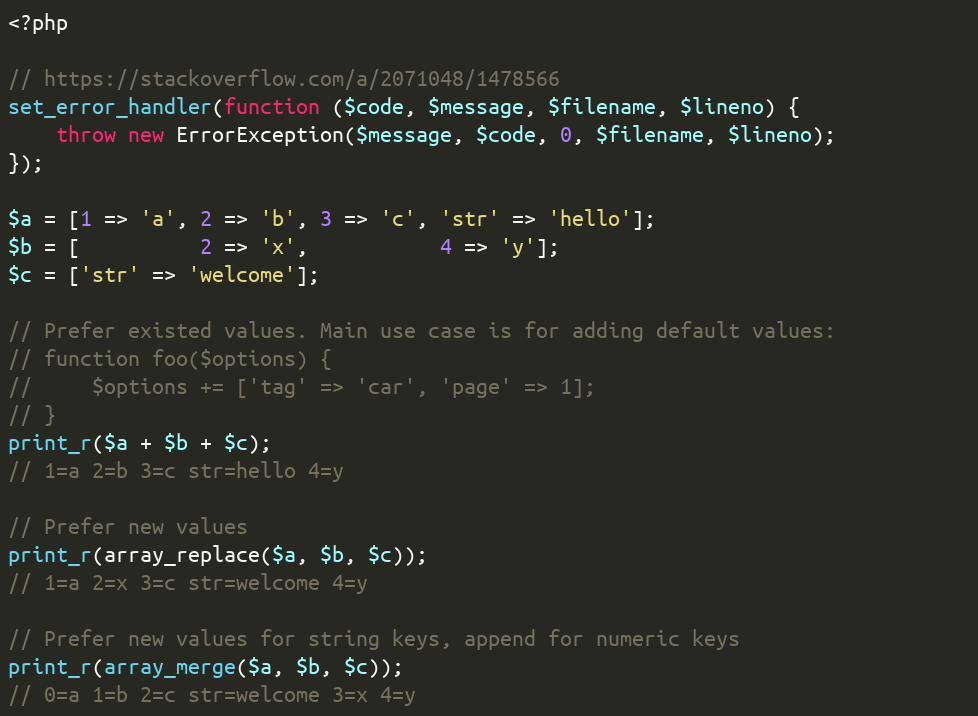 <?php

// https://stackoverflow.com/a/2071048/1478566
set_error_handler(function ($code, $message, $filename, $lineno) {
    throw new ErrorException($message, $code, 0, $filename, $lineno);
});

$a = [1 => 'a', 2 => 'b', 3 => 'c', 'str' => 'hello'];
$b = [          2 => 'x',           4 => 'y'];
$c = ['str' => 'welcome'];

// Prefer existed values. Main use case is for adding default values:
// function foo($options) {
//     $options += ['tag' => 'car', 'page' => 1];
// }
print_r($a + $b + $c);
// 1=a 2=b 3=c str=hello 4=y

// Prefer new values
print_r(array_replace($a, $b, $c));
// 1=a 2=x 3=c str=welcome 4=y

// Prefer new values for string keys, append for numeric keys
print_r(array_merge($a, $b, $c));
// 0=a 1=b 2=c str=welcome 3=x 4=y